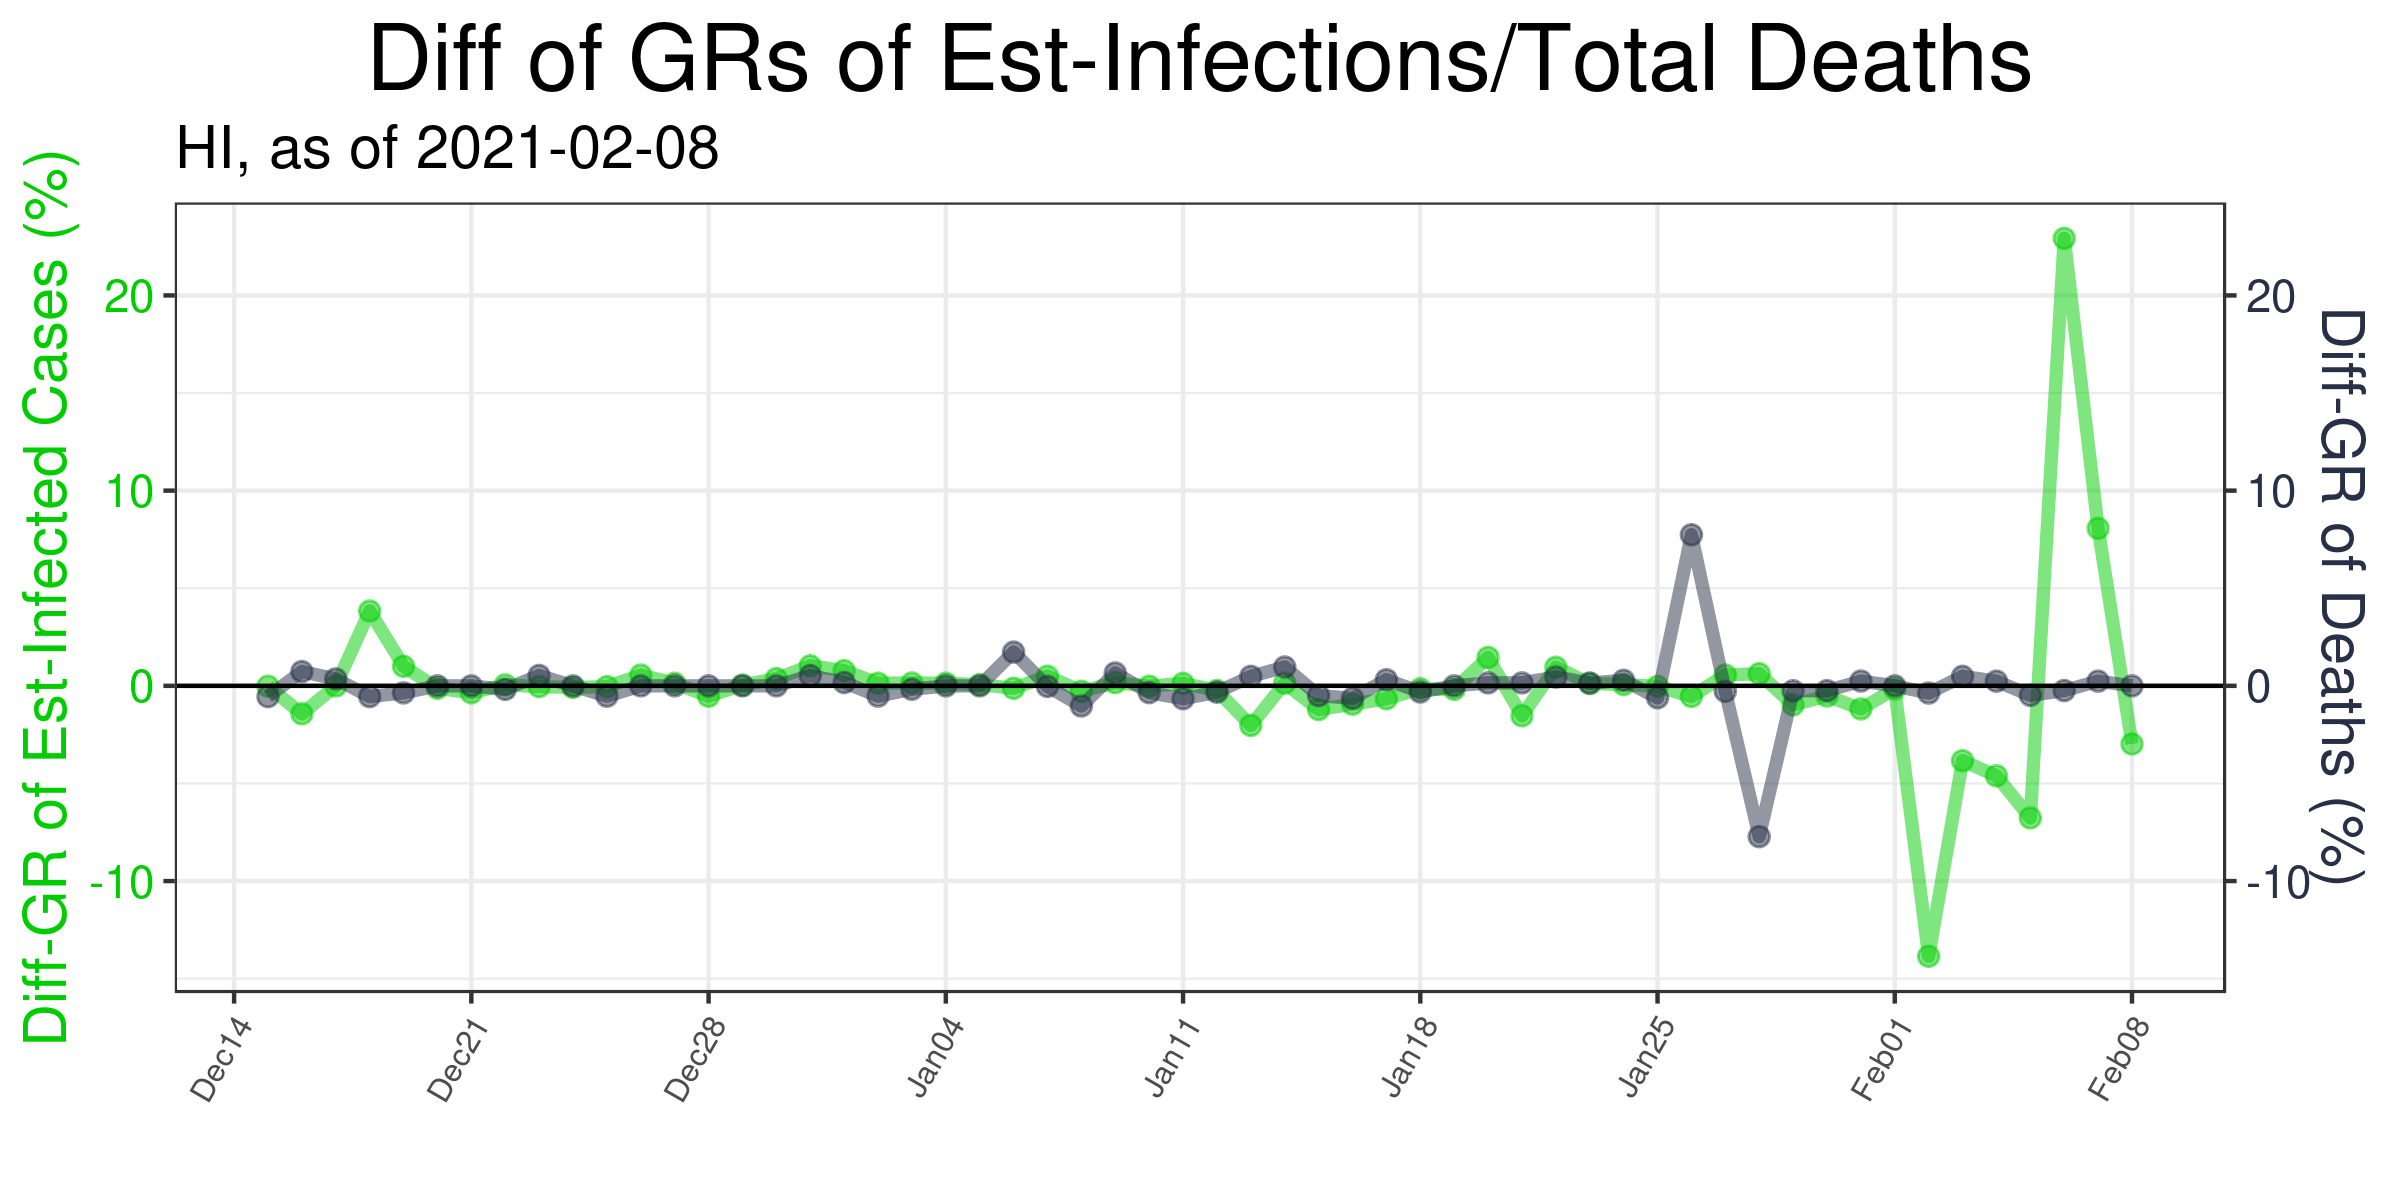 Diff of GRs of Est-Infections/Total Deaths
HI, as of 2021-02-08
Diff-GR of Est-Infected Cases (%)
20
10
0
-10
20
10
0
-10
Diff-GR of Deaths (%)
Dec14
Dec21
Dec28
Jan04
Jan11
Jan18
Jan25
Feb01
Feb08